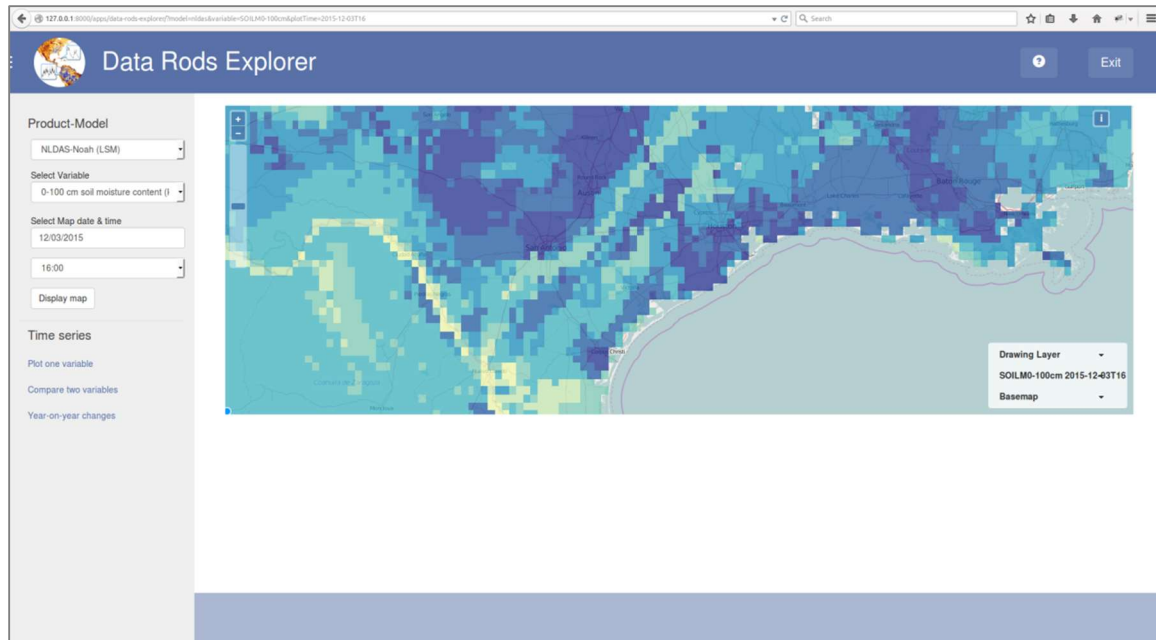 127.0.0.1:8000/apps/data-rods-explorer/?model=nldas&variable=SOILM0-100cm&plotTime=2015-12-03T16
Search
Data Rods Explorer
?
Exit
Product-Model
NLDAS-Noah (LSM)
Select Variable
0-100 cm soil moisture content (
Select Map date & time
12/03/2015
16:00
Display map
Time series
Plot one variable
Compare two variables
Year-on-year changes
+
−
i
Austin
Baton Rouge
Christi
Drawing Layer
SOILM0-100cm 2015-12-03T16
Basemap